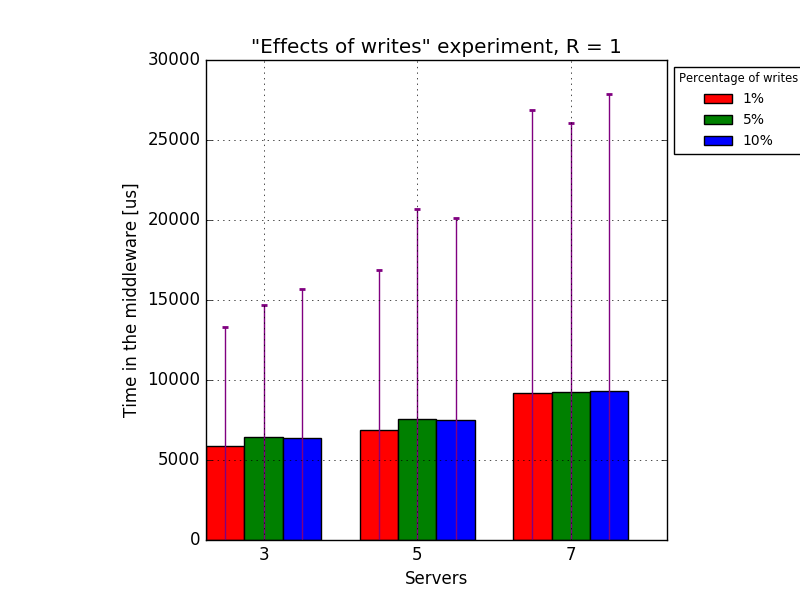 "Effects of writes" experiment, R = 1
30000
25000
20000
15000
10000
5000
0
Time in the middleware [us]
3 5 7
Servers
Percentage of writes
1%
5%
10%